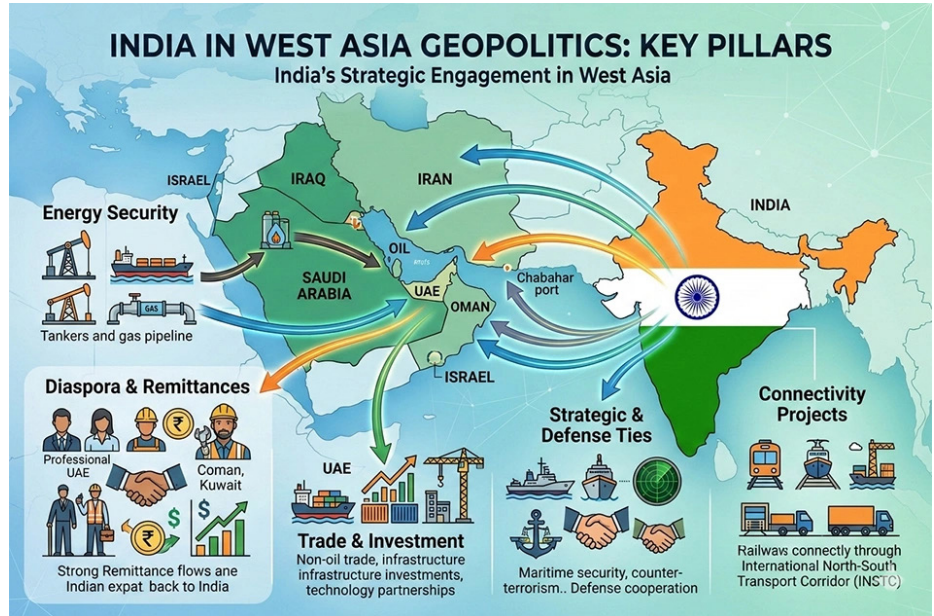 INDIA IN WEST ASIA GEOPOLITICS: KEY PILLARS
India's Strategic Engagement in West Asia
ISRAEL
IRAQ
IRAN
INDIA
Energy Security
OIL
SAUDI
ARABIA
UAE
OMAN
Chabahar
port
GAS
Tankers and gas pipeline
ISRAEL
Diaspora & Remittances
Professional
UAE
₹
Coman,
Kuwait
₹
$
$
Strong Remittance flows ane
Indian expat back to India
UAE
Trade & Investment
Non-oil trade, infrastructure
infrastructure investments,
technology partnerships
Strategic &
Defense Ties
Maritime security, counter-
terrorism.. Defense cooperation
Connectivity
Projects
Railwavs connectly through
International North-South
Transport Corridor (INSTC)